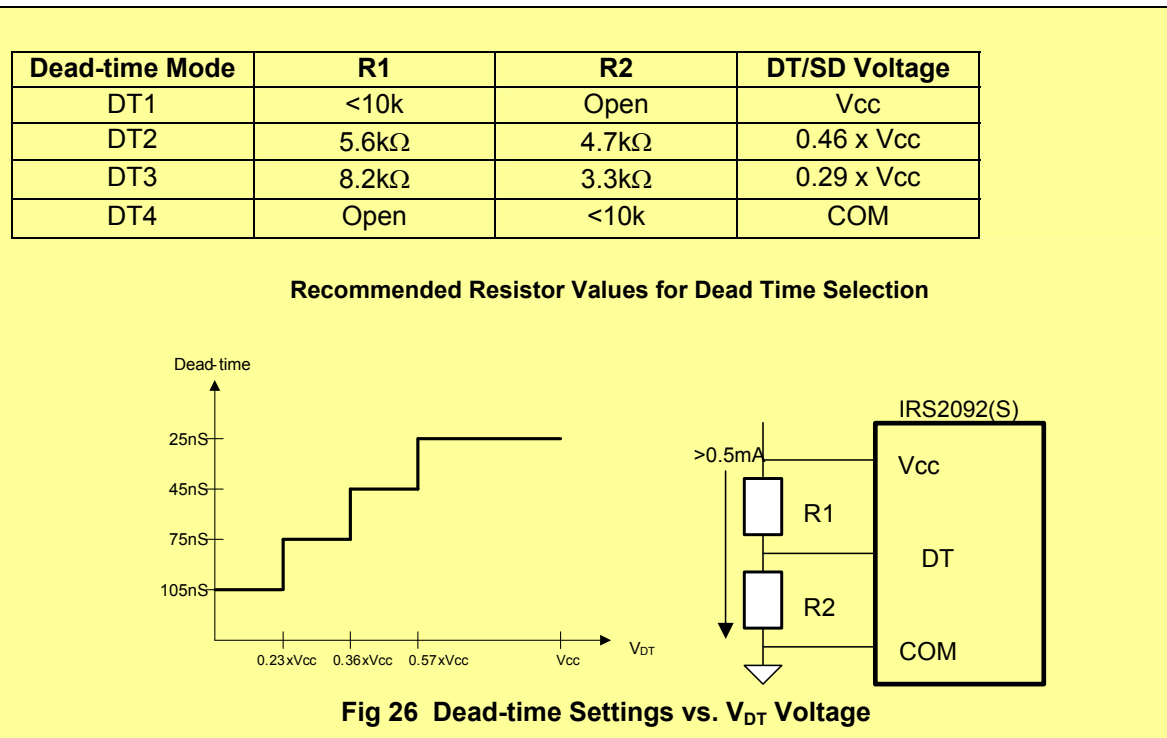 Dead-time Mode R1 R2 DT/SD Voltage
DT1 <10k Open Vcc
DT2 5.6kΩ 4.7kΩ 0.46 x Vcc
DT3 8.2kΩ 3.3kΩ 0.29 x Vcc
DT4 Open <10k COM
Recommended Resistor Values for Dead Time Selection
Dead-time
25nS
45nS
75nS
105nS
0.23xVcc 0.36xVcc 0.57xVcc Vcc
VDT
IRS2092(S)
>0.5mA
Vcc
R1
DT
R2
COM
Fig 26 Dead-time Settings vs. VDT Voltage